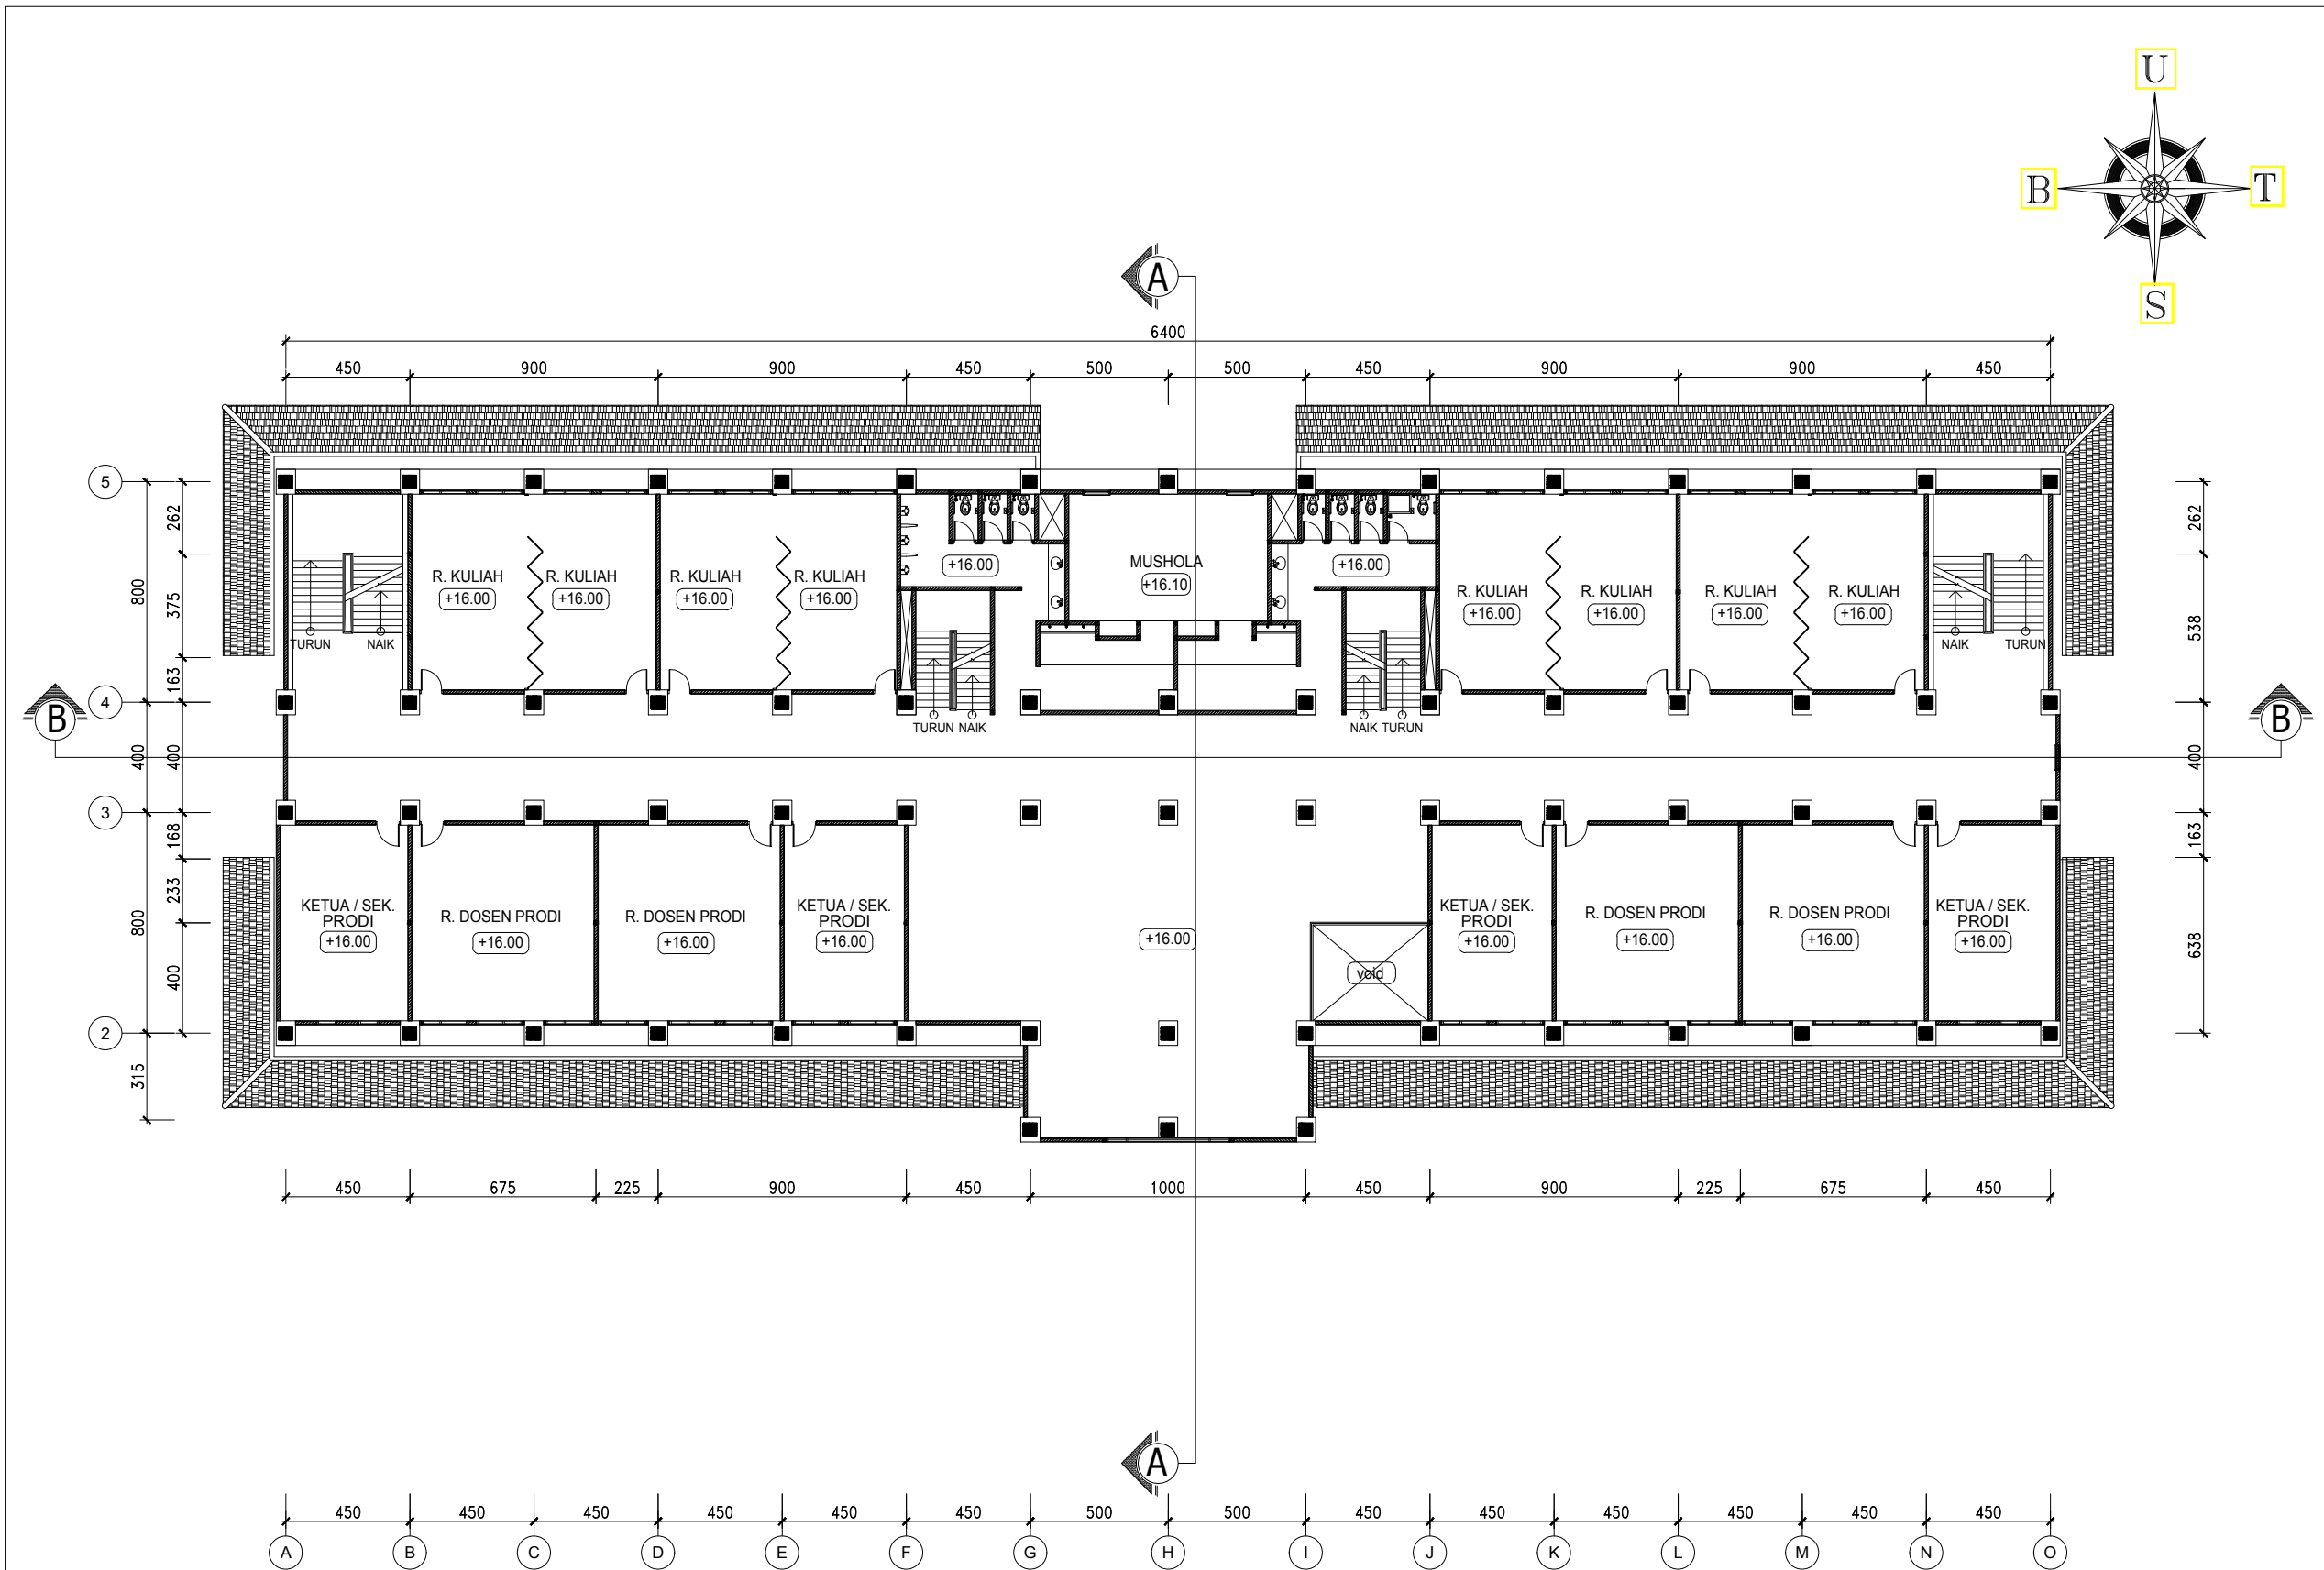 U
B
T
S
A
6400
450 900 900 450 500 500 450 900 900 450
5
262
262
800
375
538
163
R. KULIAH
+16.00
R. KULIAH
+16.00
R. KULIAH
+16.00
R. KULIAH
+16.00
+16.00
MUSHOLA
+16.10
+16.00
R. KULIAH
+16.00
R. KULIAH
+16.00
R. KULIAH
+16.00
R. KULIAH
+16.00
TURUN
NAIK
NAIK
TURUN
4
B
B
TURUN NAIK
NAIK TURUN
400
400
400
3
168
163
800
233
638
400
KETUA / SEK.
PRODI
+16.00
R. DOSEN PRODI
+16.00
R. DOSEN PRODI
+16.00
KETUA / SEK.
PRODI
+16.00
+16.00
void
KETUA / SEK.
PRODI
+16.00
R. DOSEN PRODI
+16.00
R. DOSEN PRODI
+16.00
KETUA / SEK.
PRODI
+16.00
2
315
450 675 225 900 450 1000 450 900 225 675 450
A
450 450 450 450 450 450 500 500 450 450 450 450 450 450
A B C D E F G H I J K L M N O